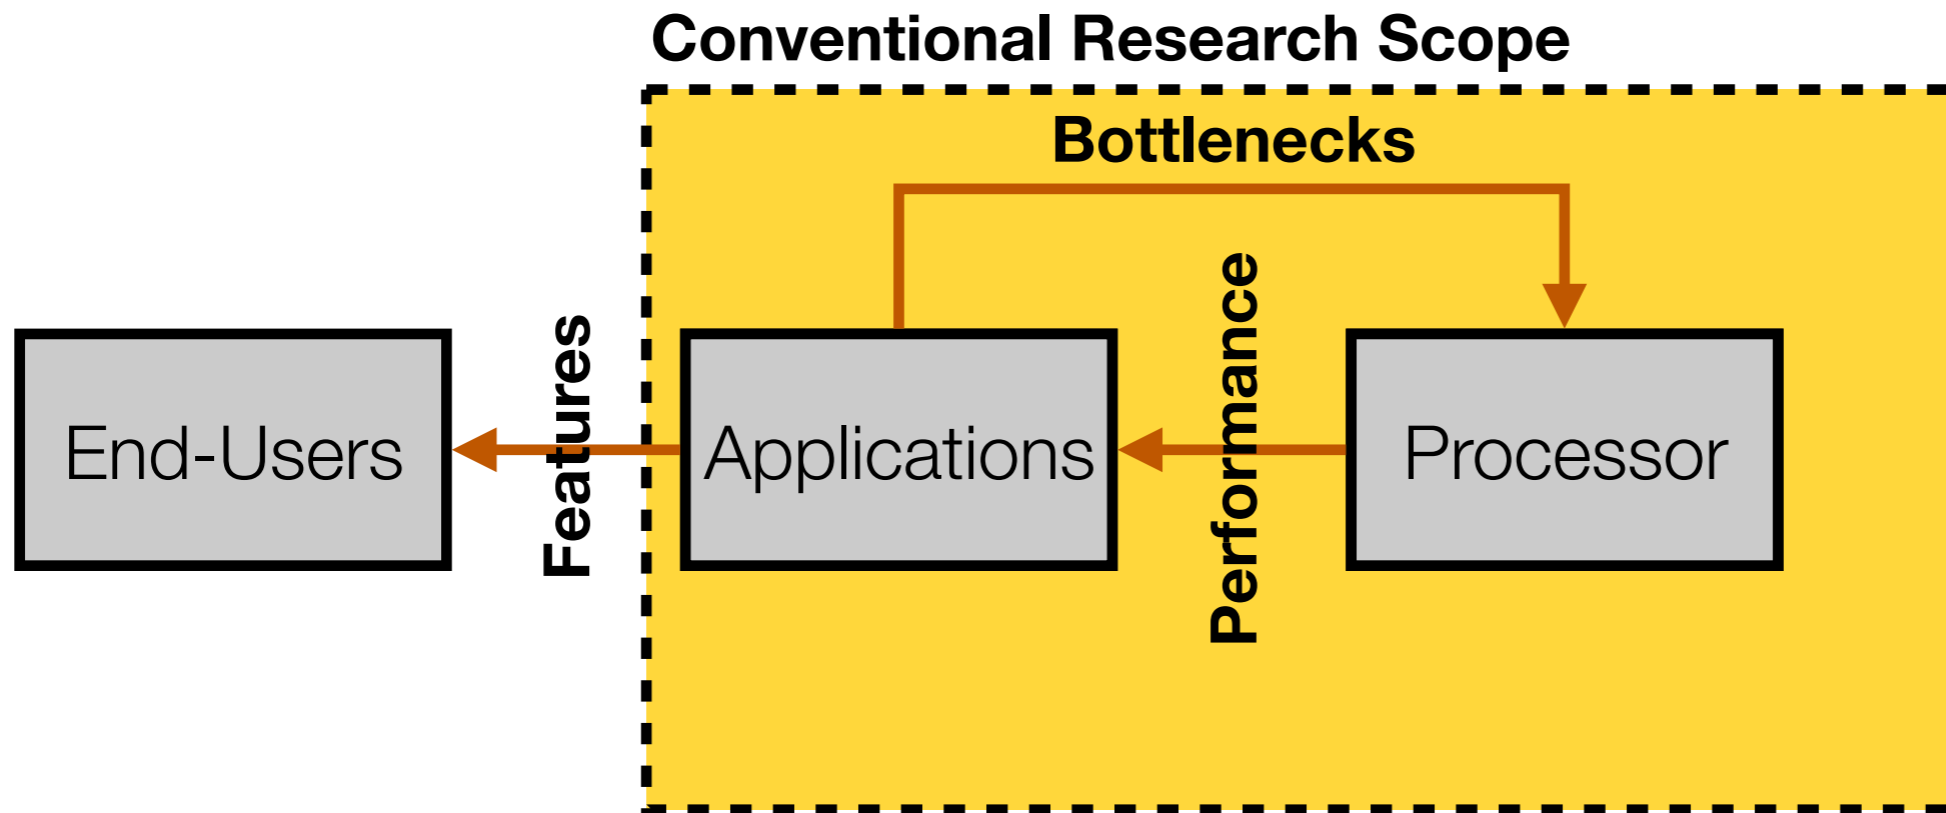 Conventional Research Scope
Bottlenecks
End-Users
Features
Applications
Performance
Processor